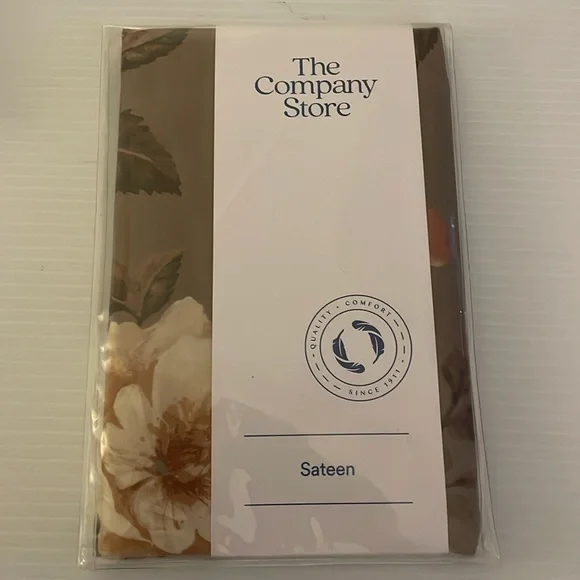 The
Company
Store
QUALITY • COMFORT
SINCE 1911
Sateen